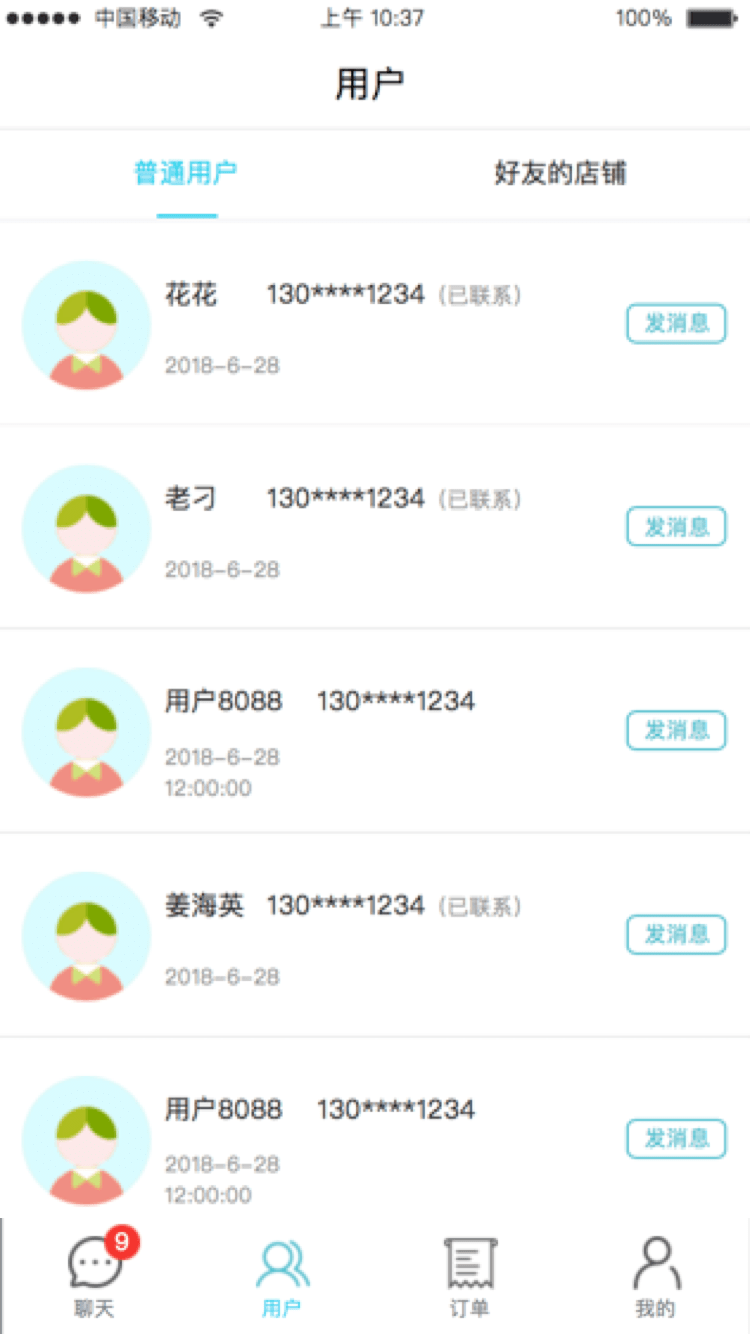 中国移动 上午 10:37 100%
用户
普通用户 好友的店铺
花花 130****1234 (已联系)
发消息
2018-6-28
老刁 130****1234 (已联系)
发消息
2018-6-28
用户8088 130****1234
发消息
2018-6-28
12:00:00
姜海英 130****1234 (已联系)
发消息
2018-6-28
用户8088 130****1234
发消息
2018-6-28
12:00:00
9
聊天 用户 订单 我的